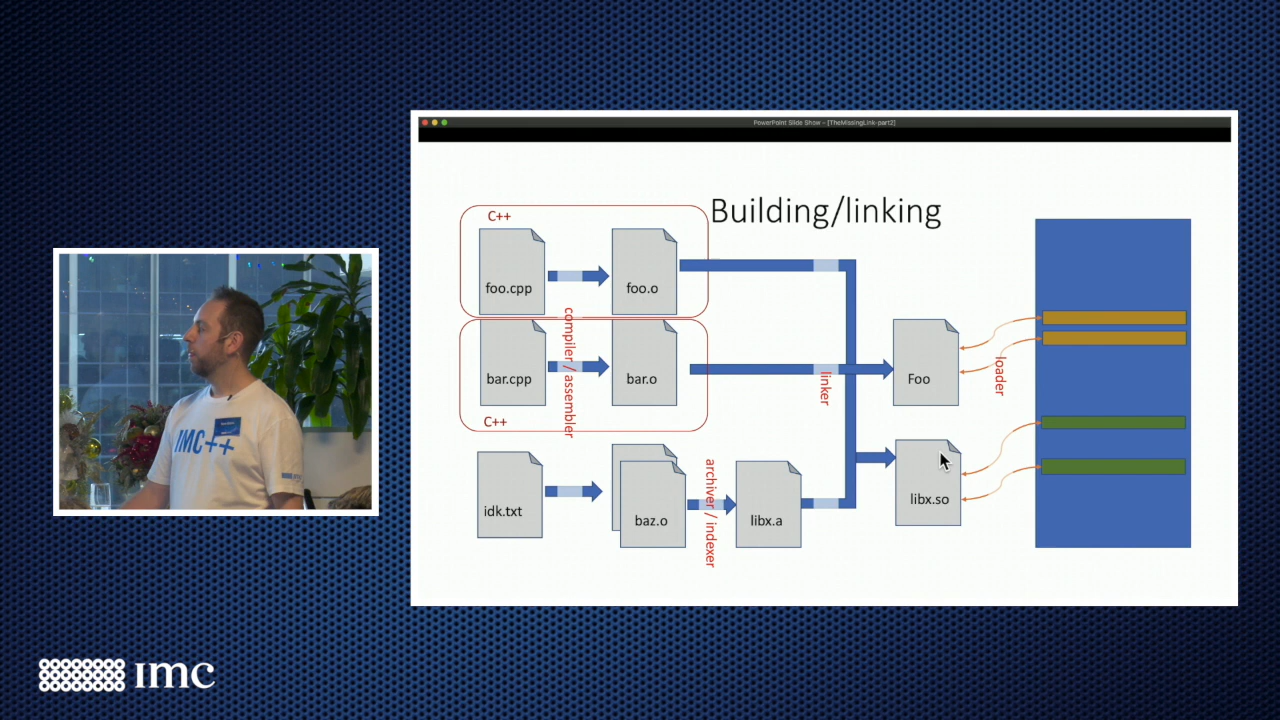 PowerPoint Slide Show - [TheMissingLink-part2]
Building/linking
C++
foo.cpp
foo.o
compiler / assembler
bar.cpp
bar.o
C++
linker
Foo
loader
idk.txt
baz.o
archiver / indexer
libx.a
libx.so
IMC++
imc